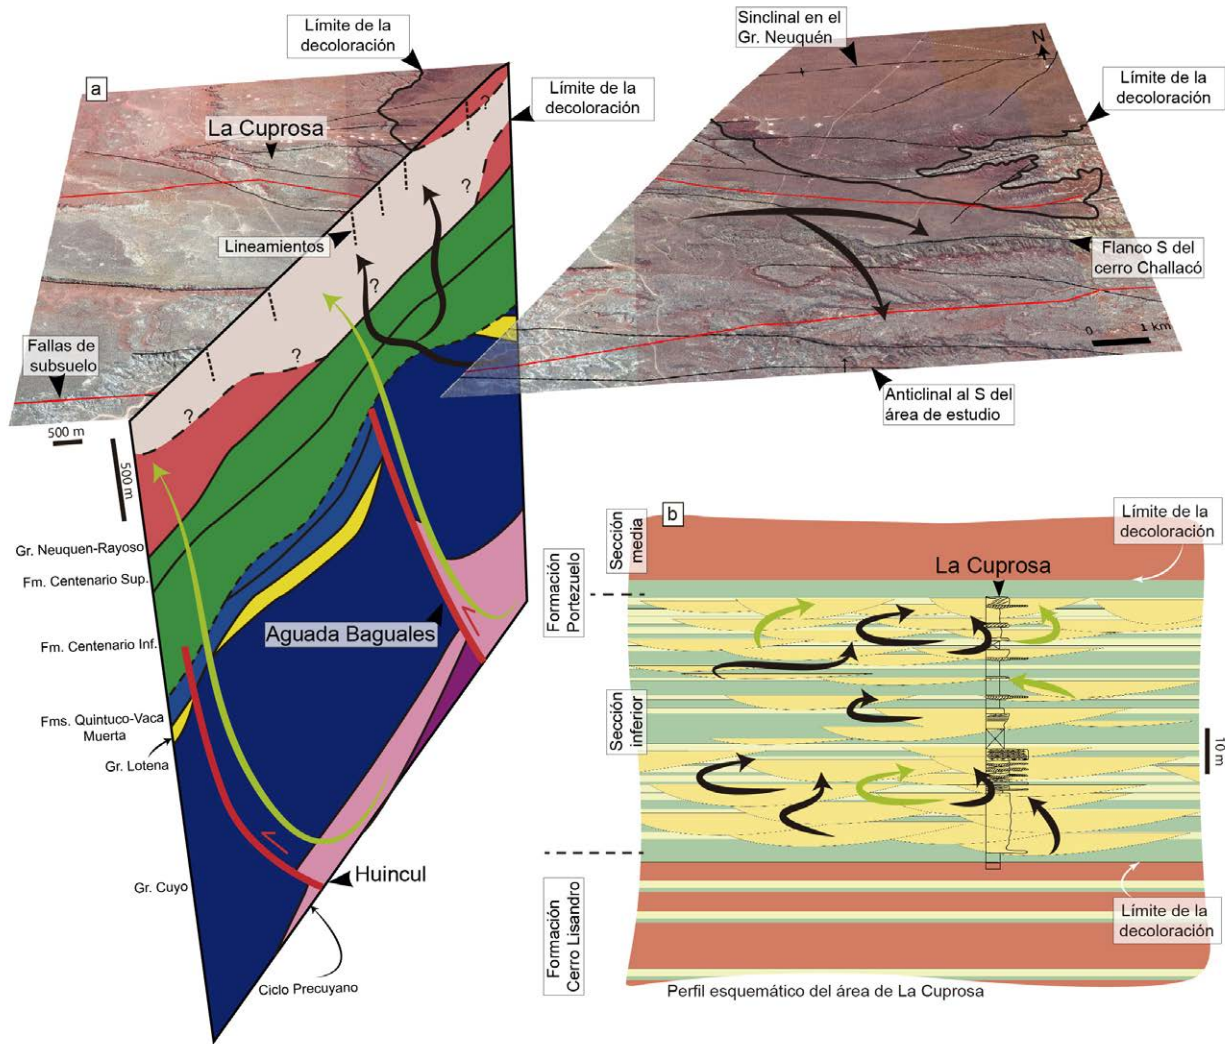 a
Límite de la
decoloración
La Cuprosa
Límite de la
decoloración
?
?
?
?
?
Lineamientos
Fallas de
subsuelo
500 m
500 m
Gr. Neuquen-Rayoso
Fm. Centenario Sup.
Fm. Centenario Inf.
Fms. Quintuco-Vaca
Muerta
Gr. Lotena
Gr. Cuyo
Aguada Baguales
Huincul
Ciclo Precuyano
Sinclinal en el
Gr. Neuquén
N
Límite de la
decoloración
Flanco S del
cerro Challacó
0 1 km
Anticlinal al S del
área de estudio
b
Límite de la
decoloración
La Cuprosa
Formación
Portezuelo
Sección
media
Sección
inferior
10 m
Formación
Cerro Lisandro
Límite de la
decoloración
Perfil esquemático del área de La Cuprosa